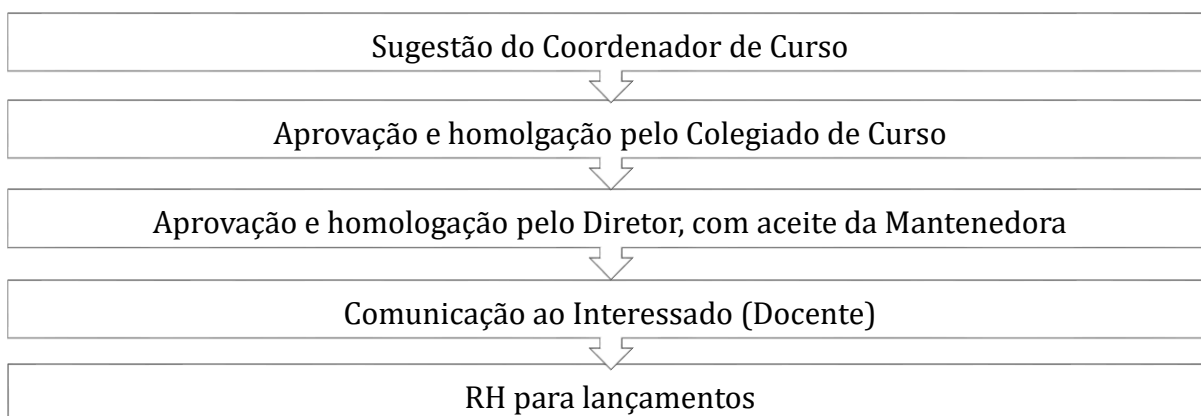 Sugestão do Coordenador de Curso
Aprovação e homolgação pelo Colegiado de Curso
Aprovação e homologação pelo Diretor, com aceite da Mantenedora
Comunicação ao Interessado (Docente)
RH para lançamentos